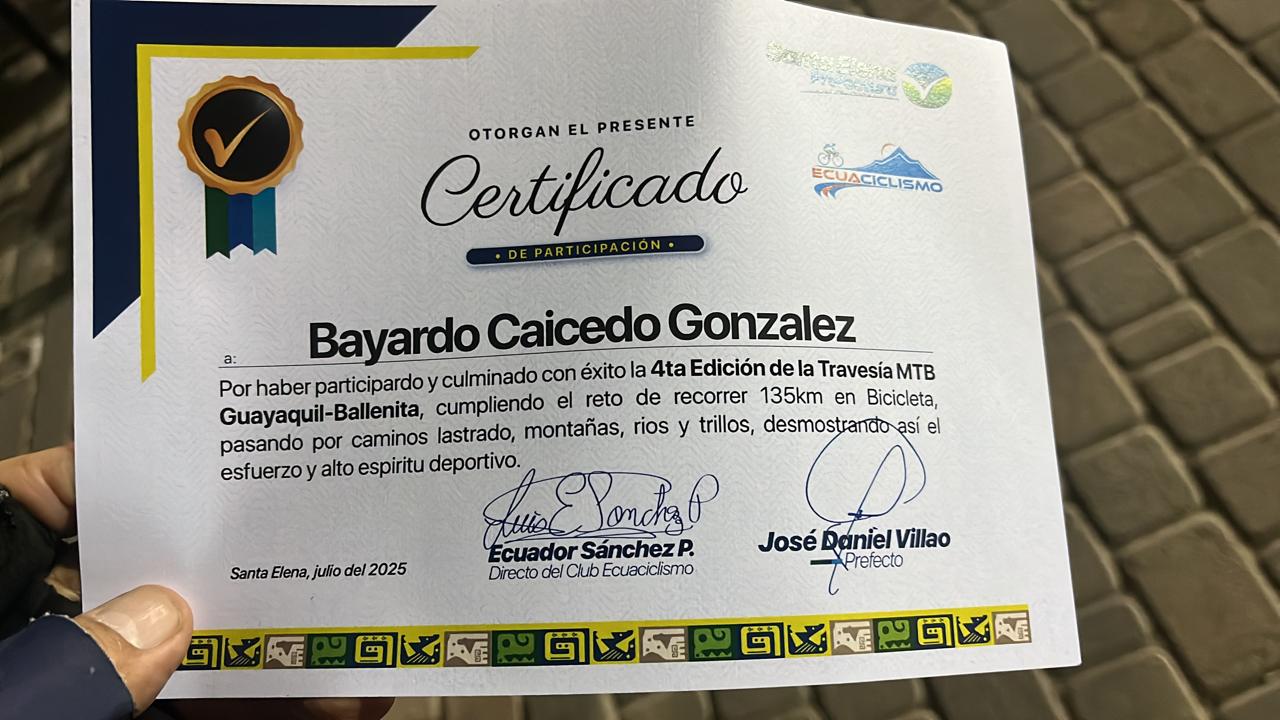 Santa Elena
Prefectura
OTORGAN EL PRESENTE
ECUACICLISMO
Certificado
• DE PARTICIPACIÓN •
a: Bayardo Caicedo Gonzalez
Por haber participardo y culminado con éxito la 4ta Edición de la Travesía MTB
Guayaquil-Ballenita, cumpliendo el reto de recorrer 135km en Bicicleta,
pasando por caminos lastrado, montañas, rios y trillos, desmostrando así el
esfuerzo y alto espiritu deportivo.
Ecuador Sánchez P.
Directo del Club Ecuaciclismo
José Daniel Villao
Prefecto
Santa Elena, julio del 2025